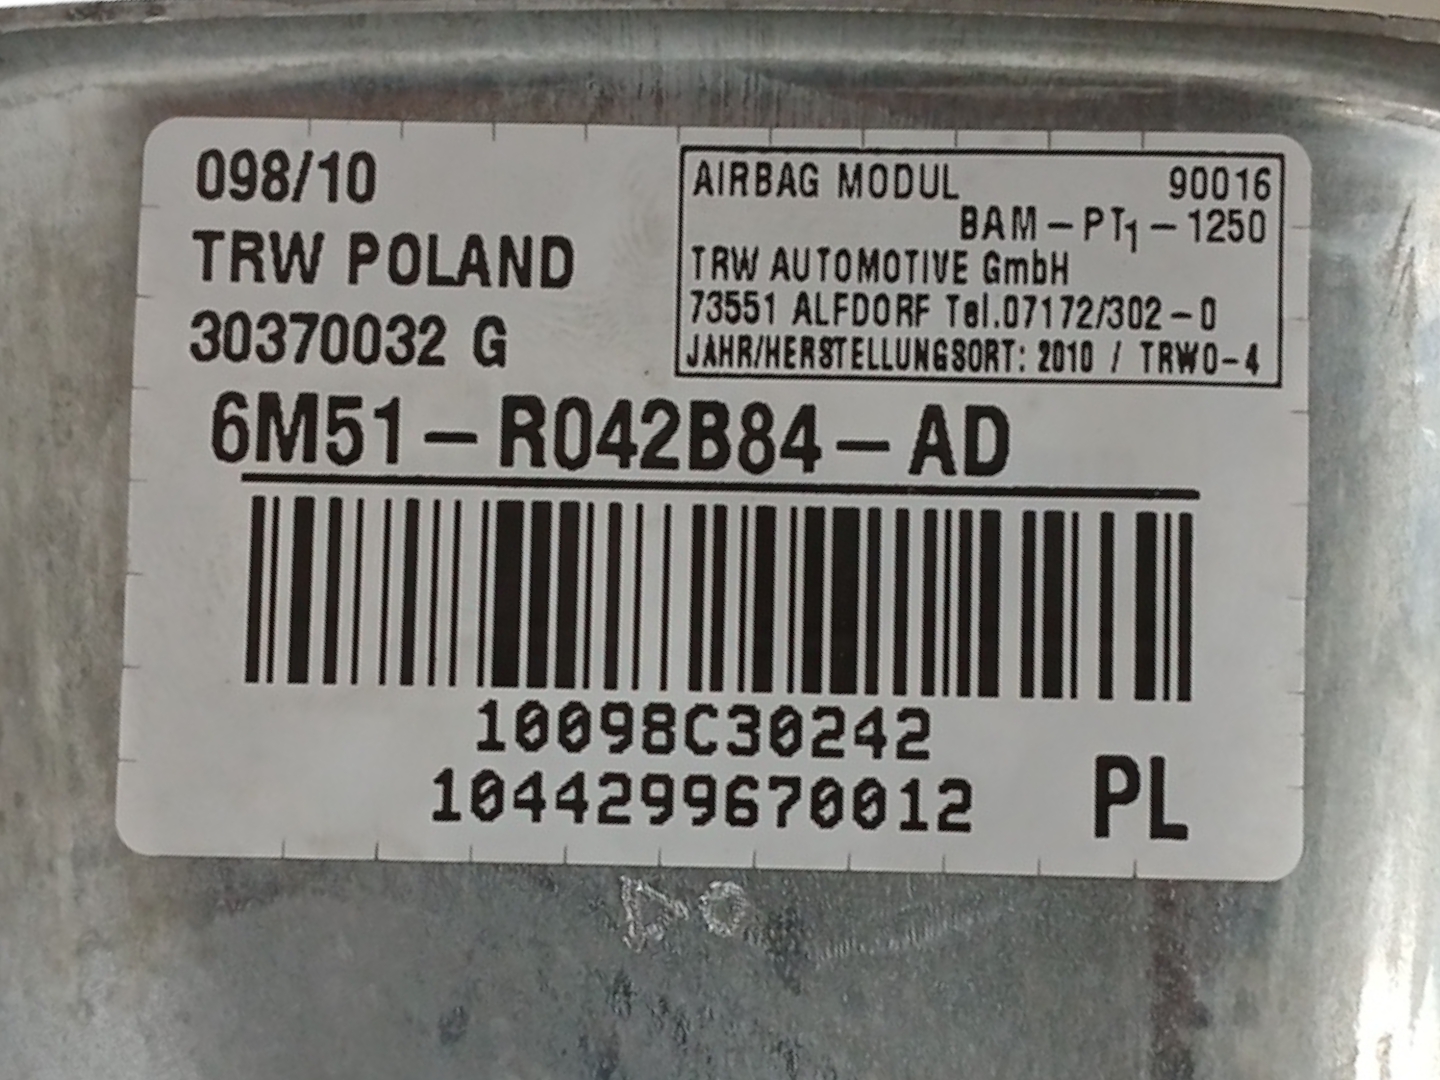 098/10
TRW POLAND
30370032 G
AIRBAG MODUL 90016
BAM-PT1-1250
TRW AUTOMOTIVE GmbH
73551 ALFDORF Tel.07172/302-0
JAHR/HERSTELLUNGSORT: 2010 / TRWO-4
6M51-R042B84-AD
10098C30242
1044299670012
PL